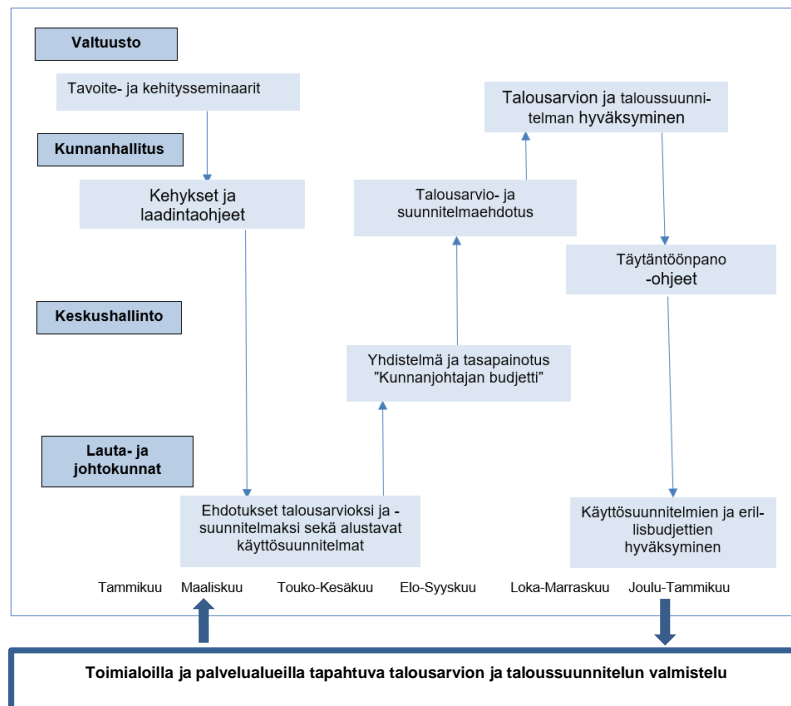 Valtuusto
Tavoite- ja kehitysseminaarit
Talousarvion ja taloussuunni-
telman hyväksyminen
Kunnanhallitus
Kehykset ja
laadintaohjeet
Talousarvio- ja
suunnitelmaehdotus
Täytäntöönpano
-ohjeet
Keskushallinto
Yhdistelmä ja tasapainotus
"Kunnanjohtajan budjetti"
Lauta- ja
johtokunnat
Ehdotukset talousarvioksi ja -
suunnitelmaksi sekä alustavat
käyttösuunnitelmat
Käyttösuunnitelmien ja eril-
lisbudjettien
hyväksyminen
Tammikuu Maaliskuu Touko-Kesäkuu Elo-Syyskuu Loka-Marraskuu Joulu-Tammikuu
Toimialoilla ja palvelualueilla tapahtuva talousarvion ja taloussuunnitelun valmistelu